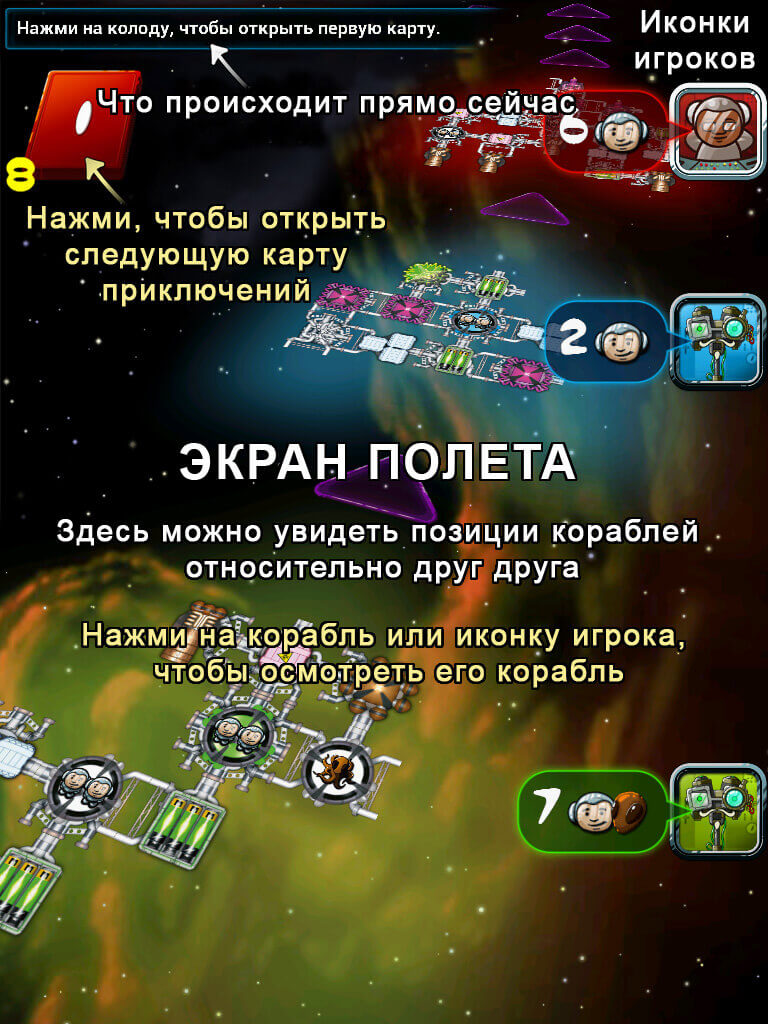 Нажми на колоду, чтобы открыть первую карту.
Иконки
игроков
Что происходит прямо сейчас
6
8
Нажми, чтобы открыть
следующую карту
приключений
2
ЭКРАН ПОЛЕТА
Здесь можно увидеть позиции кораблей
относительно друг друга
Нажми на корабль или иконку игрока,
чтобы осмотреть его корабль
7